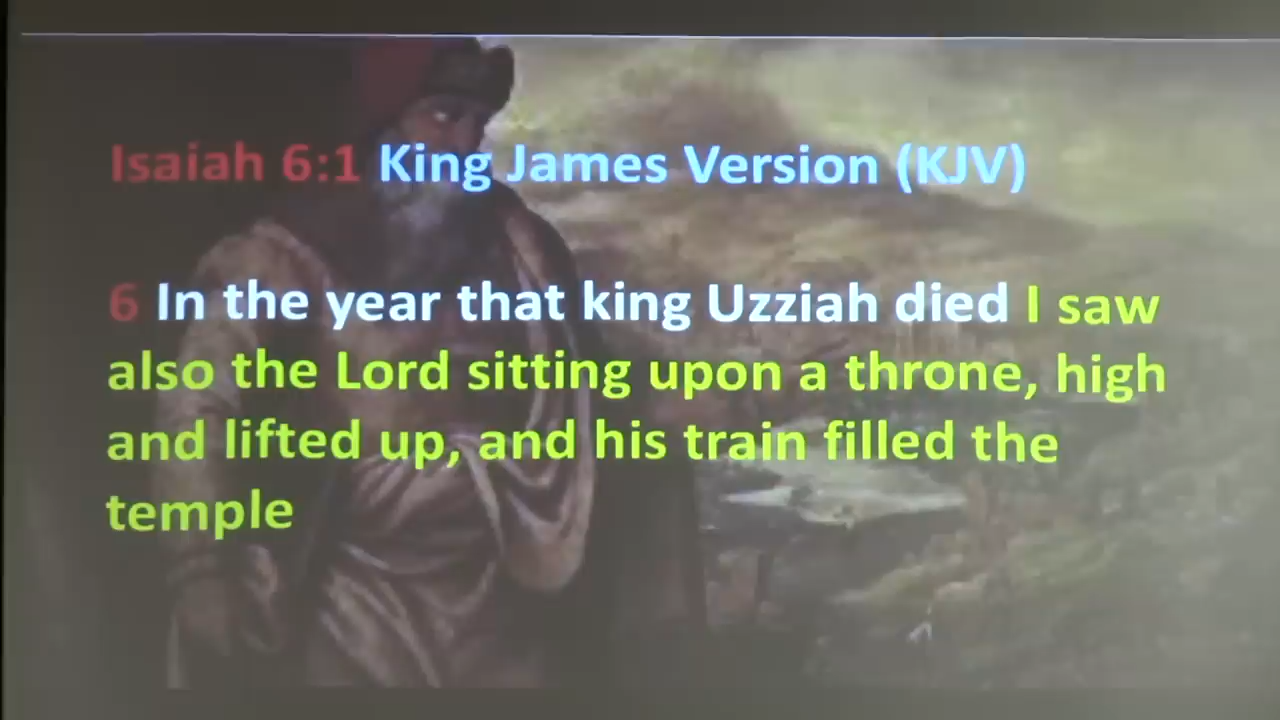 Isaiah 6:1 King James Version (KJV)
6 In the year that king Uzziah died I saw
also the Lord sitting upon a throne, high
and lifted up, and his train filled the
temple